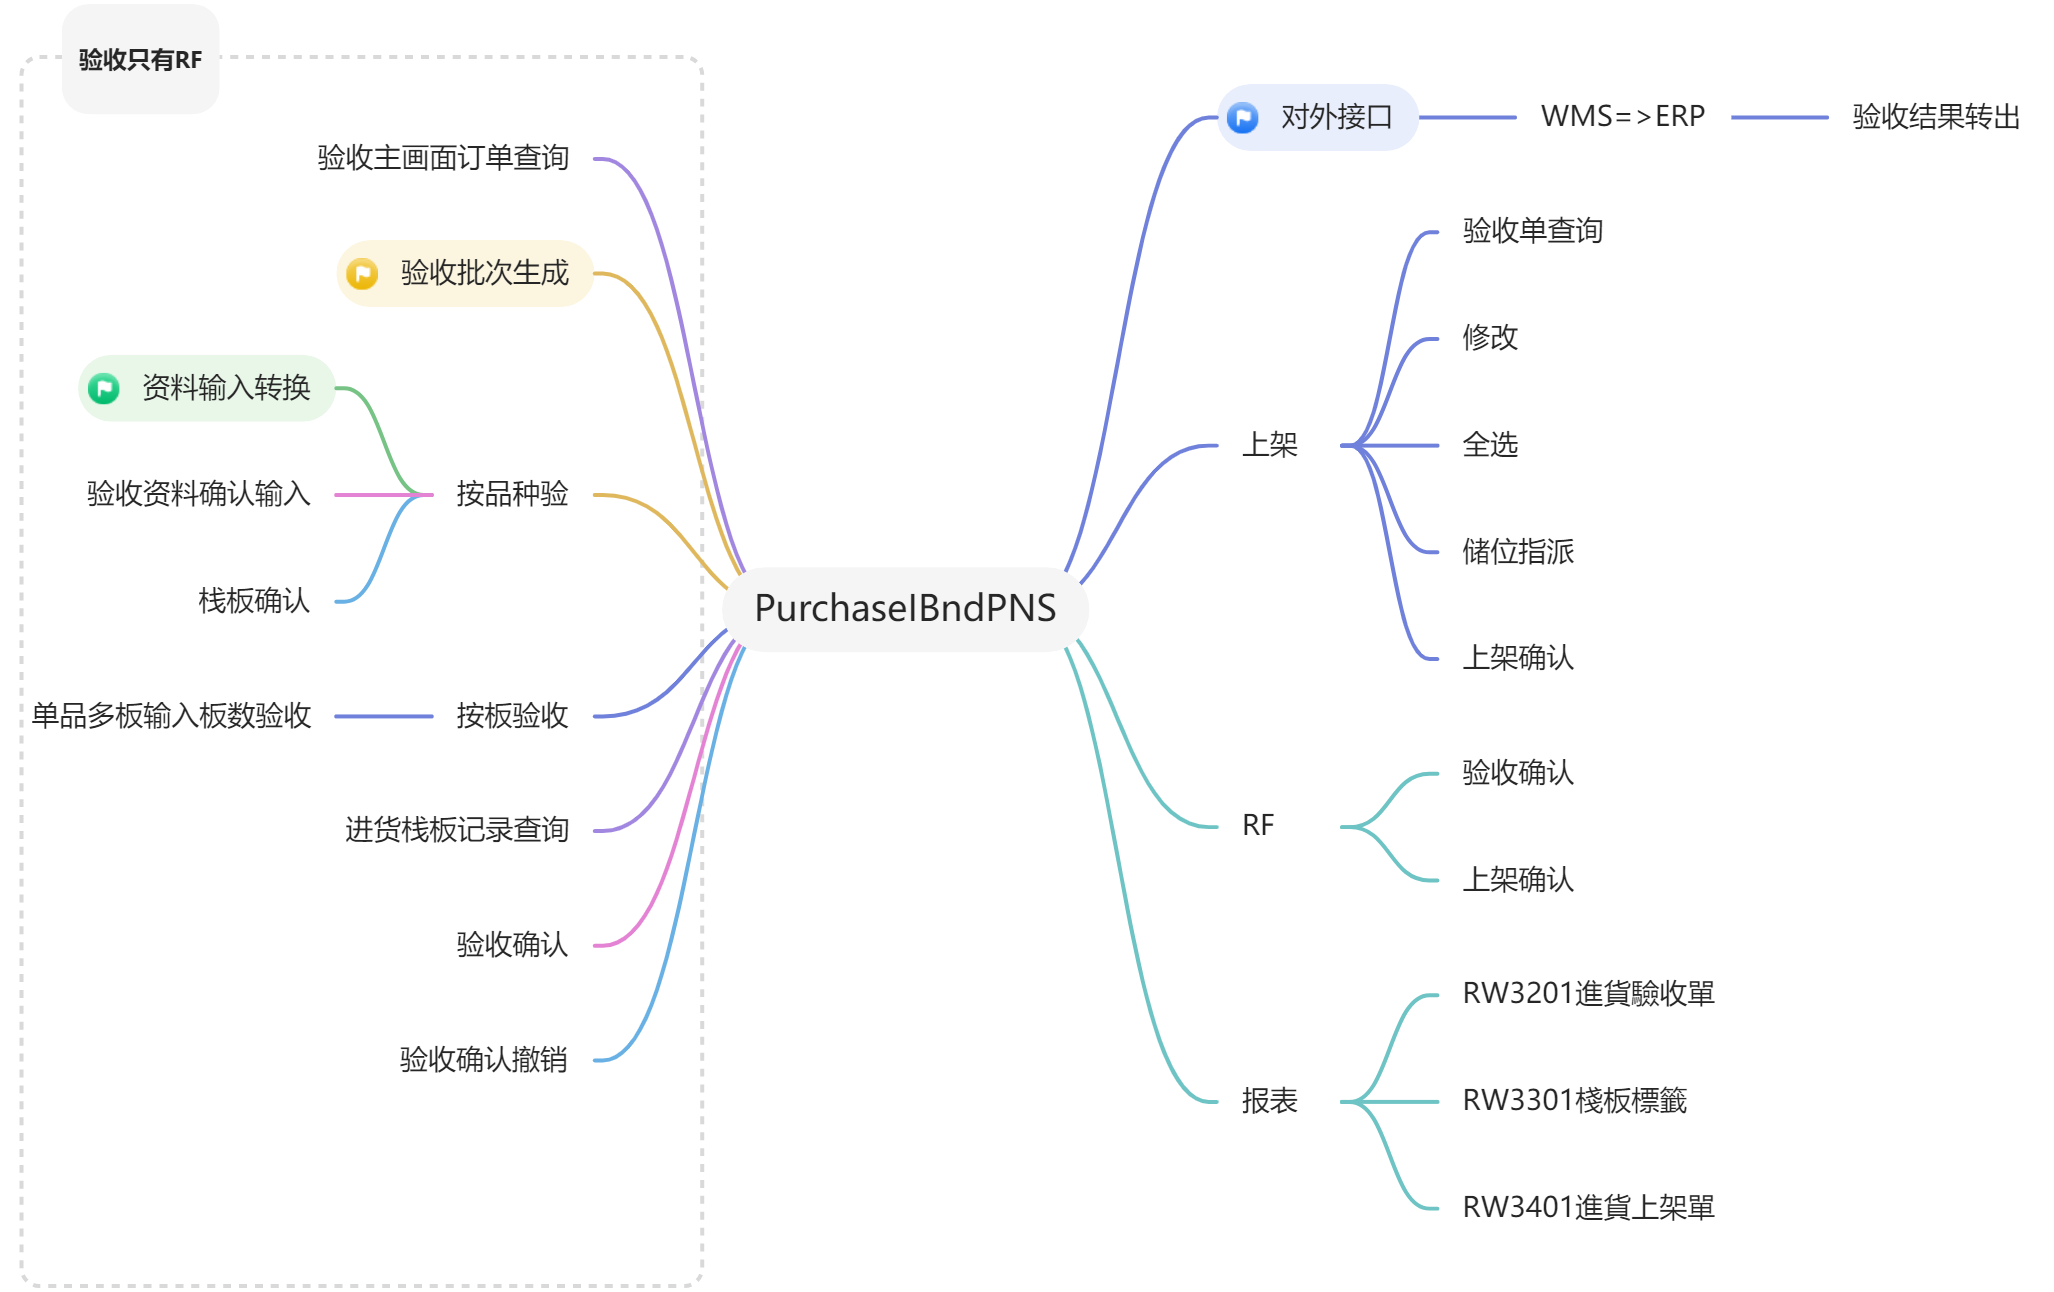 验收只有RF
验收主画面订单查询
验收批次生成
资料输入转换
验收资料确认输入
按品种验
栈板确认
单品多板输入板数验收
按板验收
进货栈板记录查询
验收确认
验收确认撤销
PurchaseIBndPNS
对外接口
WMS=>ERP
验收结果转出
验收单查询
修改
上架
全选
储位指派
上架确认
验收确认
RF
上架确认
RW3201進貨驗收單
报表
RW3301棧板標籤
RW3401進貨上架單